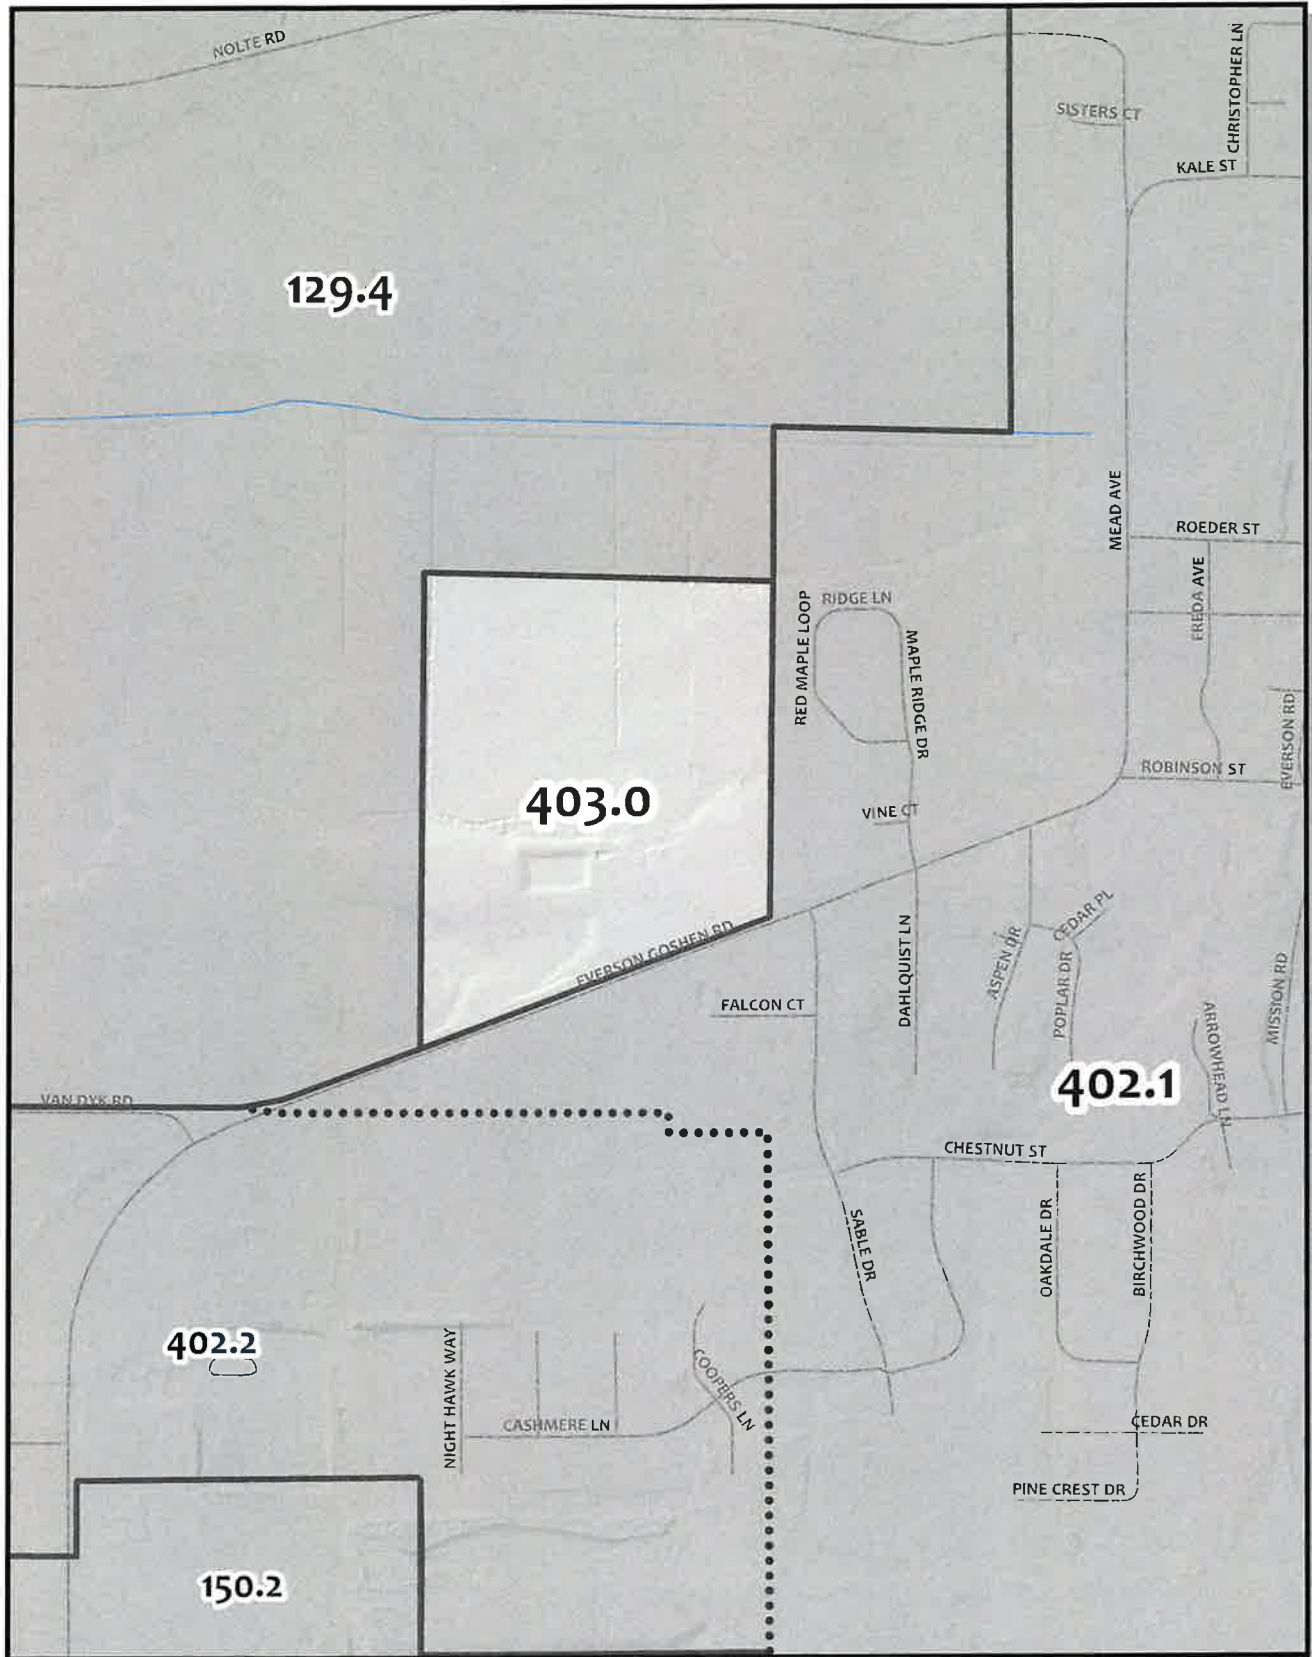 NOLTE RD
CHRISTOPHER LN
SISTERS CT
KALE ST
129.4
MEAD AVE
ROEDER ST
FREDA AVE
RIDGE LN
RED MAPLE LOOP
MAPLE RIDGE DR
EVERSON RD
ROBINSON ST
403.0
VINE CT
CEDAR PL
EVERSON GOSHEN RD
DAHLQUIST LN
ASPEN DR
POPLAR DR
MISSION RD
FALCON CT
ARROWHEAD LN
402.1
VAN DYK RD
CHESTNUT ST
SABLE DR
OAKDALE DR
BIRCHWOOD DR
402.2
NIGHT HAWK WAY
COOPERS LN
CASHMERE LN
CEDAR DR
PINE CREST DR
150.2